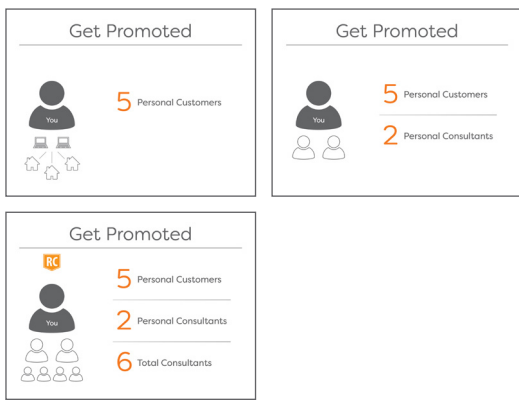 Get Promoted
You
5 Personal Customers
Get Promoted
You
5 Personal Customers
2 Personal Consultants
Get Promoted
RC
You
5 Personal Customers
2 Personal Consultants
6 Total Consultants